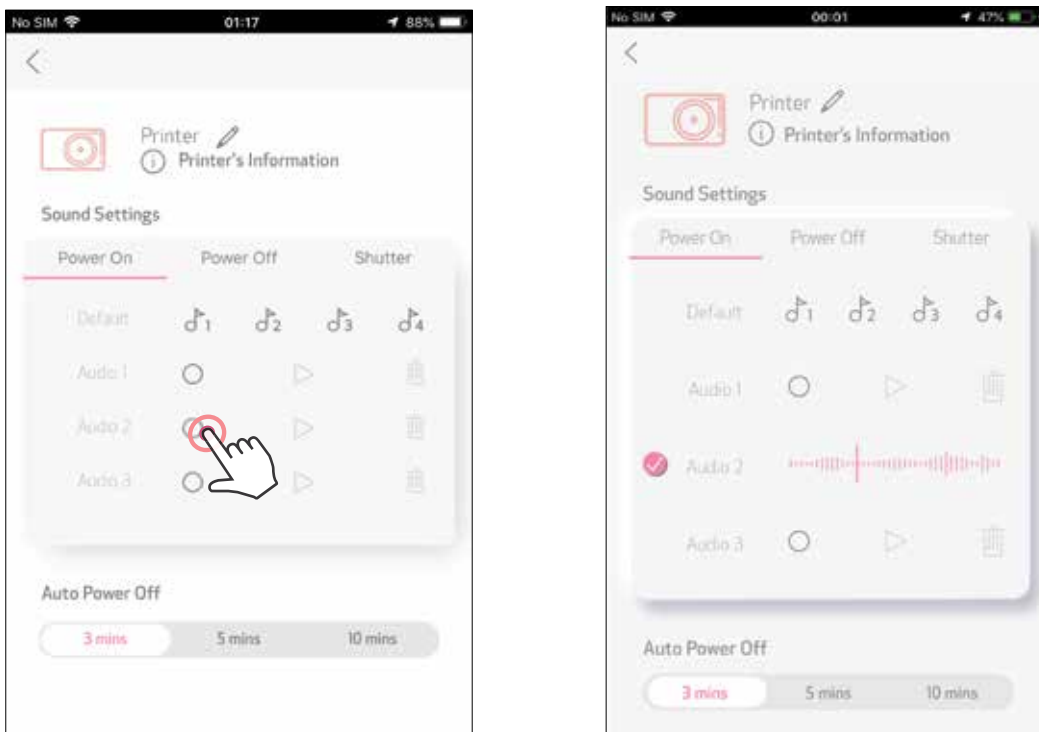 No SIM 01:17 88%
Printer
Printer's Information
Sound Settings
Power On Power Off Shutter
Default 1 2 3 4
Audio 1
Audio 2
Audio 3
Auto Power Off
3 mins 5 mins 10 mins
No SIM 00:01 47%
Printer
Printer's Information
Sound Settings
Power On Power Off Shutter
Default 1 2 3 4
Audio 1
Audio 2
Audio 3
Auto Power Off
3 mins 5 mins 10 mins